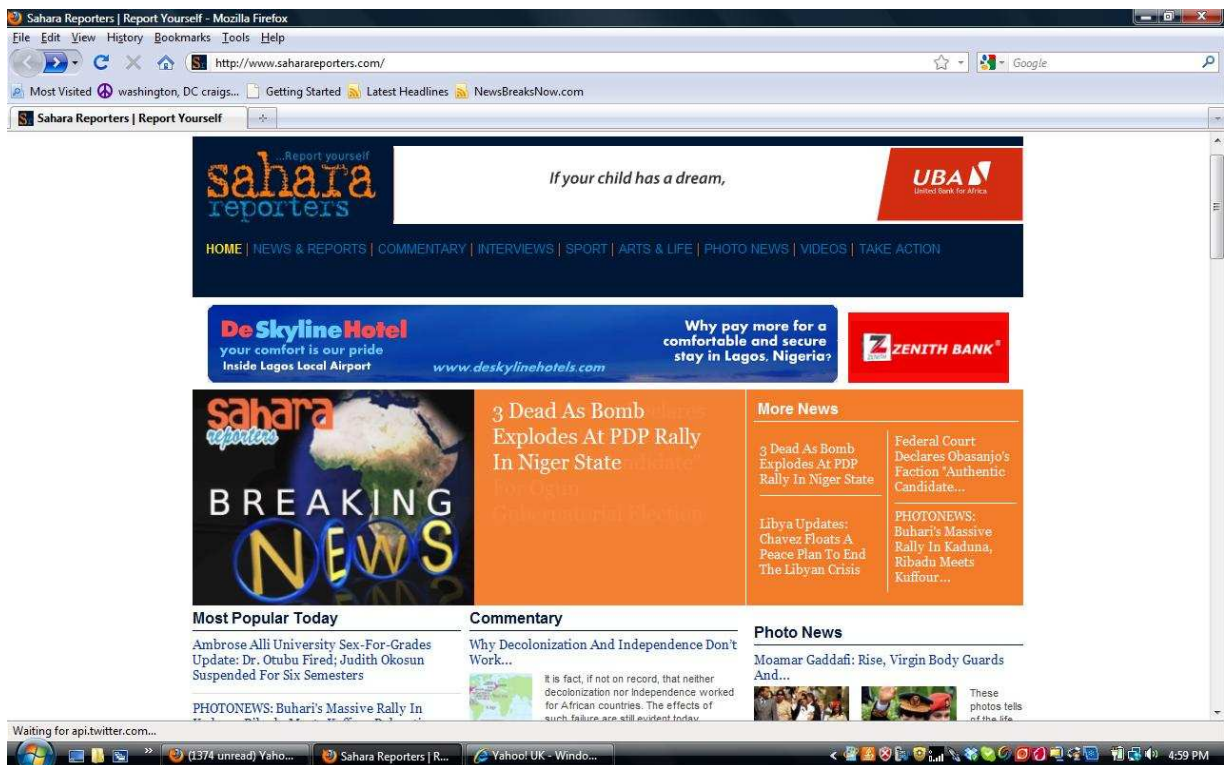 Sahara Reporters | Report Yourself - Mozilla Firefox
File Edit View History Bookmarks Tools Help
http://www.saharareporters.com/
Google
Most Visited washington, DC craigs... Getting Started Latest Headlines NewsBreaksNow.com
Sahara Reporters | Report Yourself
...Report yourself
sahara
reporters
If your child has a dream,
UBA
United Bank for Africa
HOME | NEWS & REPORTS | COMMENTARY | INTERVIEWS | SPORT | ARTS & LIFE | PHOTO NEWS | VIDEOS | TAKE ACTION
De Skyline Hotel
your comfort is our pride
Inside Lagos Local Airport
www.deskylinehotels.com
Why pay more for a
comfortable and secure
stay in Lagos, Nigeria?
Z
ZENITH
ZENITH BANK
sahara
reporters
BREAKING
NEWS
3 Dead As Bomb
Explodes At PDP Rally
In Niger State
For Ogun
Gubernatorial Election
More News
3 Dead As Bomb
Explodes At PDP
Rally In Niger State
Federal Court
Declares Obasanjo's
Faction "Authentic
Candidate...
Libya Updates:
Chavez Floats A
Peace Plan To End
The Libyan Crisis
PHOTONEWS:
Buhari's Massive
Rally In Kaduna,
Ribadu Meets
Kuffour...
Most Popular Today
Ambrose Alli University Sex-For-Grades
Update: Dr. Otubu Fired; Judith Okosun
Suspended For Six Semesters
PHOTONEWS: Buhari's Massive Rally In
Commentary
Why Decolonization And Independence Don't
Work...
It is fact, if not on record, that neither
decolonization nor Independence worked
for African countries. The effects of
such failure are still evident today
Photo News
Moamar Gaddafi: Rise, Virgin Body Guards
And...
These
photos tells
of the life
Waiting for api.twitter.com...
(1374 unread) Yaho...
Sahara Reporters | R...
Yahoo! UK - Windo...
4:59 PM